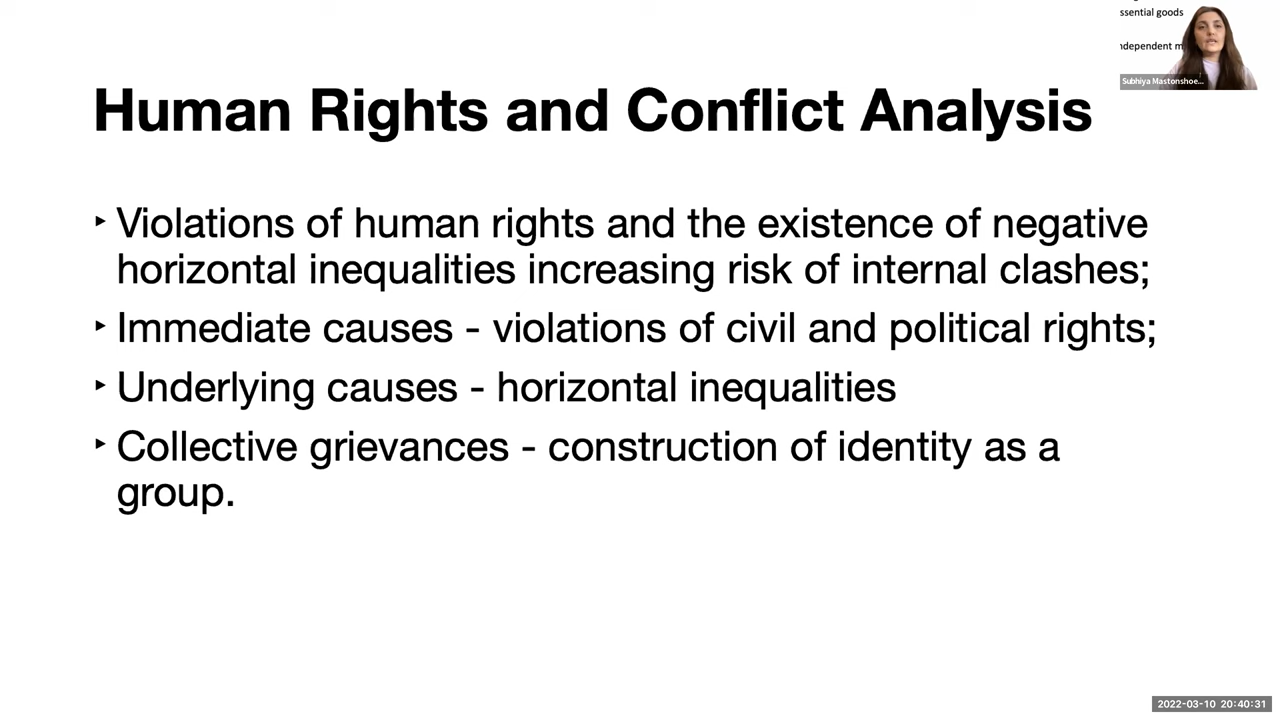 ssential goods
ndependent m
Subhiya Mastonshoe...
Human Rights and Conflict Analysis
‣ Violations of human rights and the existence of negative
horizontal inequalities increasing risk of internal clashes;
‣ Immediate causes - violations of civil and political rights;
‣ Underlying causes - horizontal inequalities
‣ Collective grievances - construction of identity as a
group.
2022-03-10 20:40:31